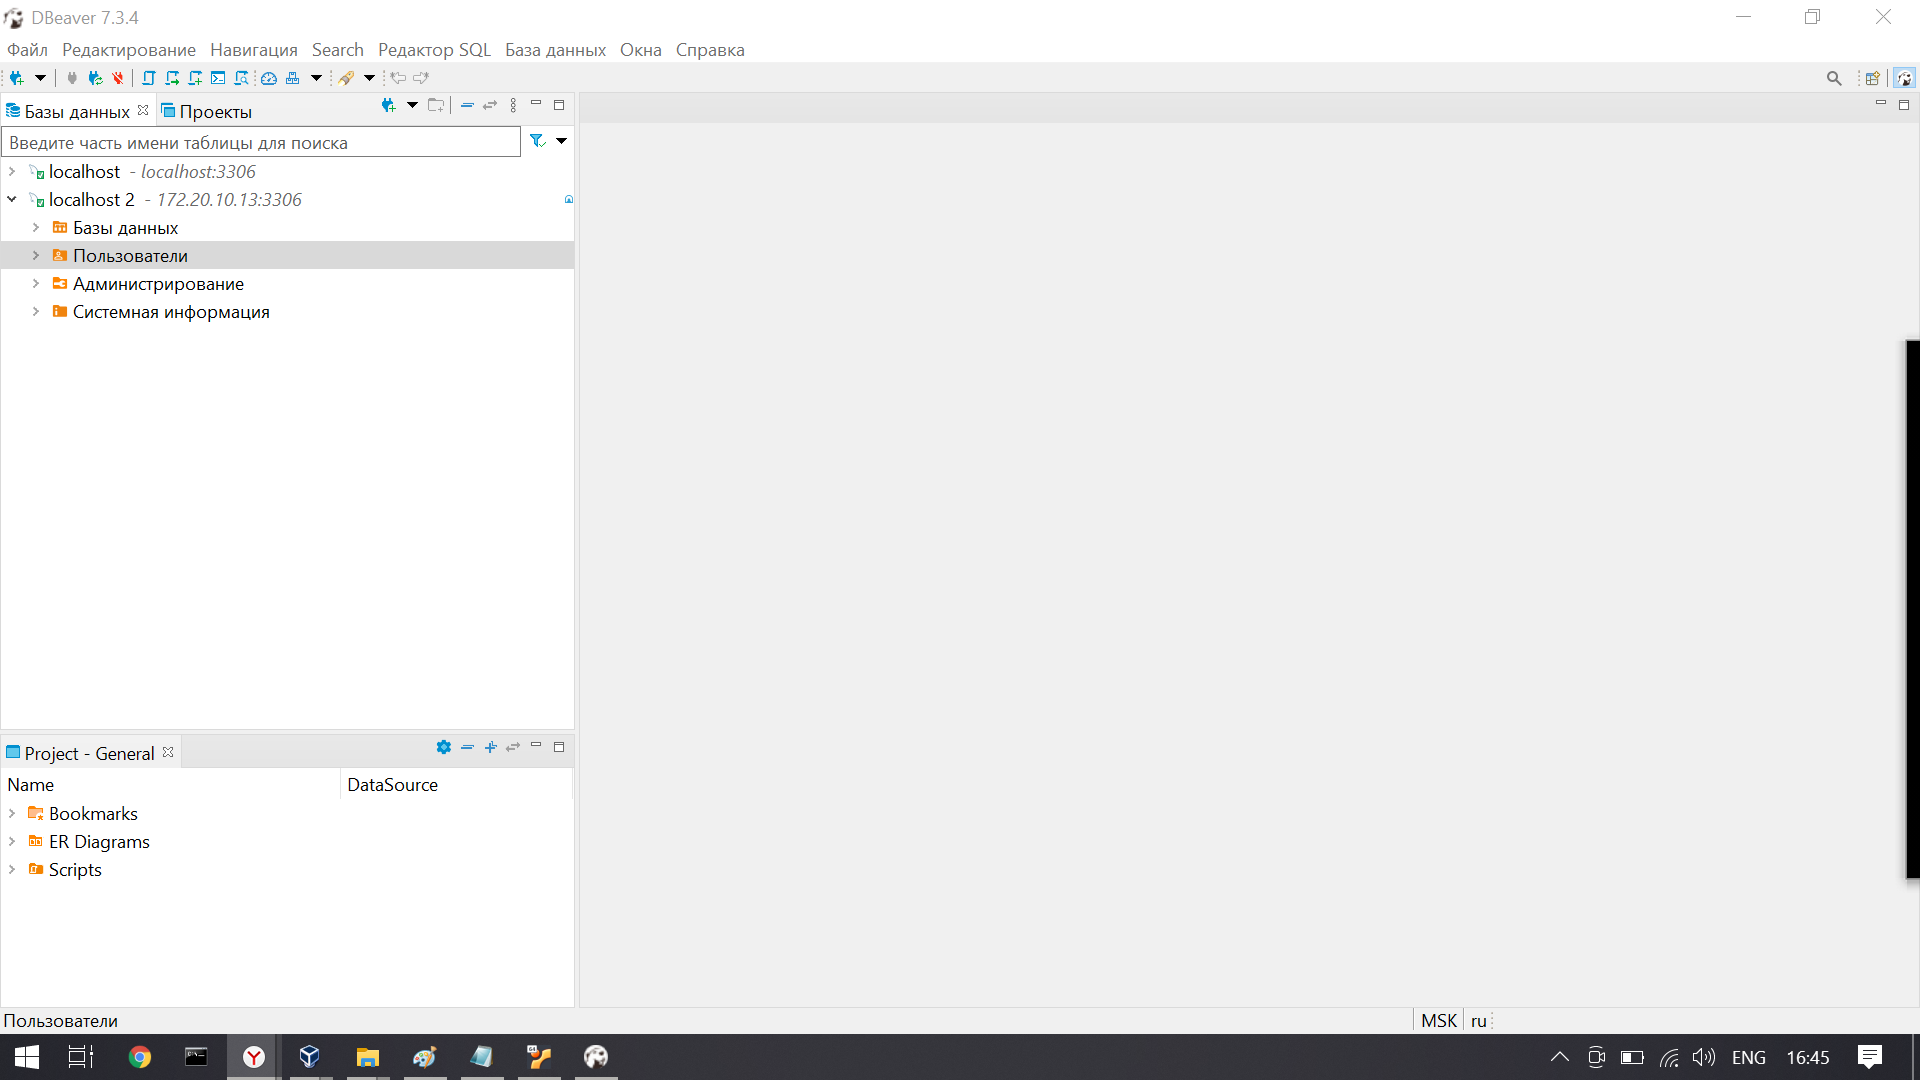 DBeaver 7.3.4
Файл Редактирование Навигация Search Редактор SQL База данных Окна Справка
Базы данных Проекты
Введите часть имени таблицы для поиска
localhost - localhost:3306
localhost 2 - 172.20.10.13:3306
Базы данных
Пользователи
Администрирование
Системная информация
Project - General
Name DataSource
Bookmarks
ER Diagrams
Scripts
Пользователи MSK ru
ENG 16:45